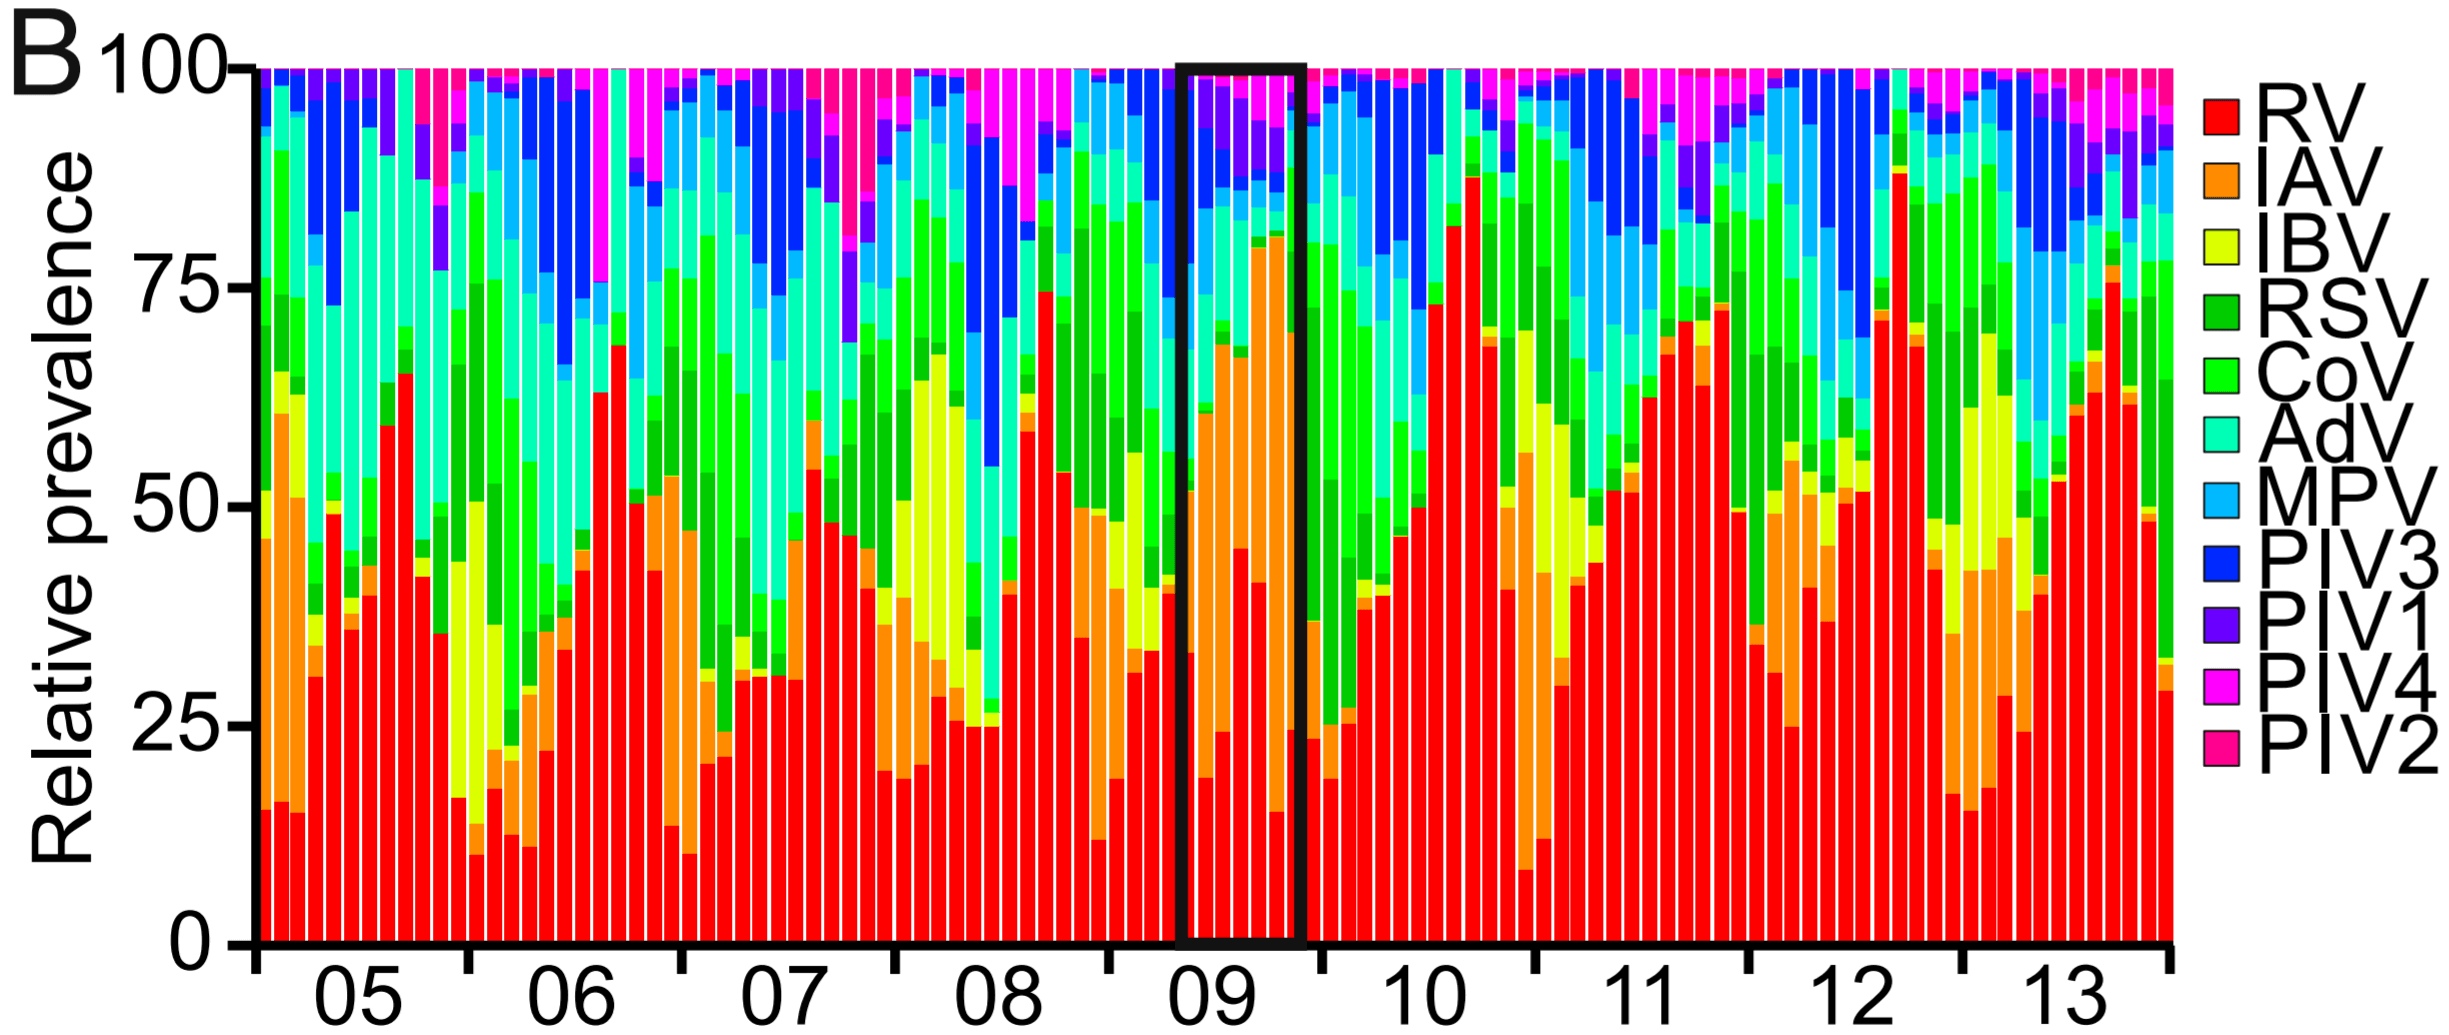 B
Relative prevalence
100
75
50
25
0
05 06 07 08 09 10 11 12 13
RV
IAV
IBV
RSV
CoV
AdV
MPV
PIV3
PIV1
PIV4
PIV2